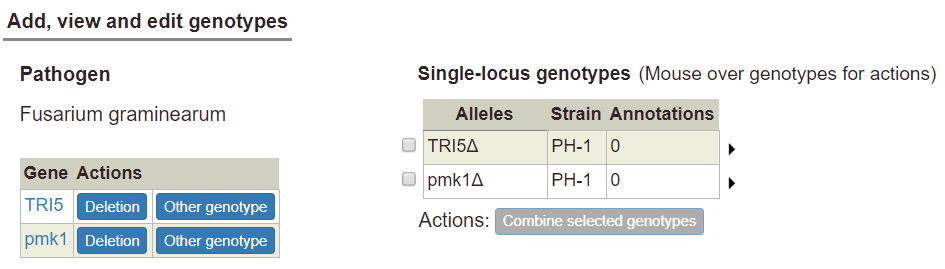 Add, view and edit genotypes
Pathogen
Fusarium graminearum
Gene Actions
TRI5 Deletion Other genotype
pmk1 Deletion Other genotype
Single-locus genotypes (Mouse over genotypes for actions)
Alleles Strain Annotations
TRI5Δ PH-1 0
pmk1Δ PH-1 0
Actions: Combine selected genotypes